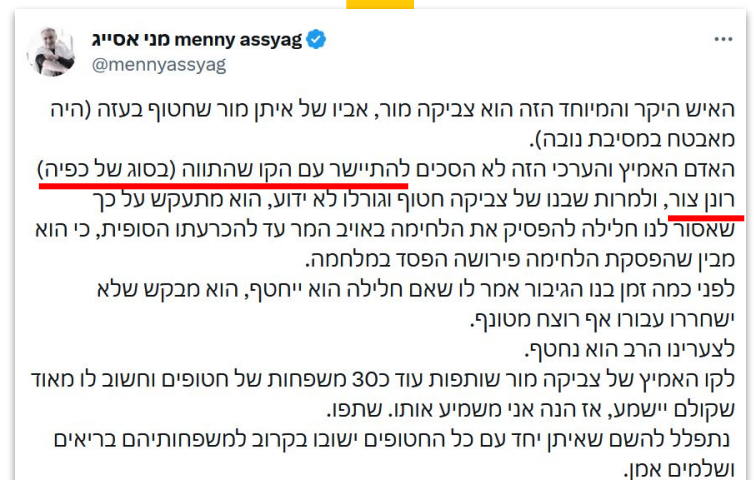 מני אסייג menny assyag
@mennyassyag
האיש היקר והמיוחד הזה הוא צביקה מור, אביו של איתן מור שחטוף בעזה (היה
מאבטח במסיבת נובה).
האדם האמיץ והערכי הזה לא הסכים להתיישר עם הקו שהתווה (בסוג של כפיה)
רונן צור, ולמרות שבנו של צביקה חטוף וגורלו לא ידוע, הוא מתעקש על כך
שאסור לנו חלילה להפסיק את הלחימה באויב המר עד להכרעתו הסופית, כי הוא
מבין שהפסקת הלחימה פירושה הפסד במלחמה.
לפני כמה זמן בנו הגיבור אמר לו שאם חלילה הוא ייחטף, הוא מבקש שלא
ישחררו עבורו אף רוצח מטונף.
לצערינו הרב הוא נחטף.
לקו האמיץ של צביקה מור שותפות עוד כ30 משפחות של חטופים וחשוב לו מאוד
שקולם יישמע, אז הנה אני משמיע אותו. שתפו.
נתפלל להשם שאיתן יחד עם כל החטופים ישובו בקרוב למשפחותיהם בריאים
ושלמים אמן.